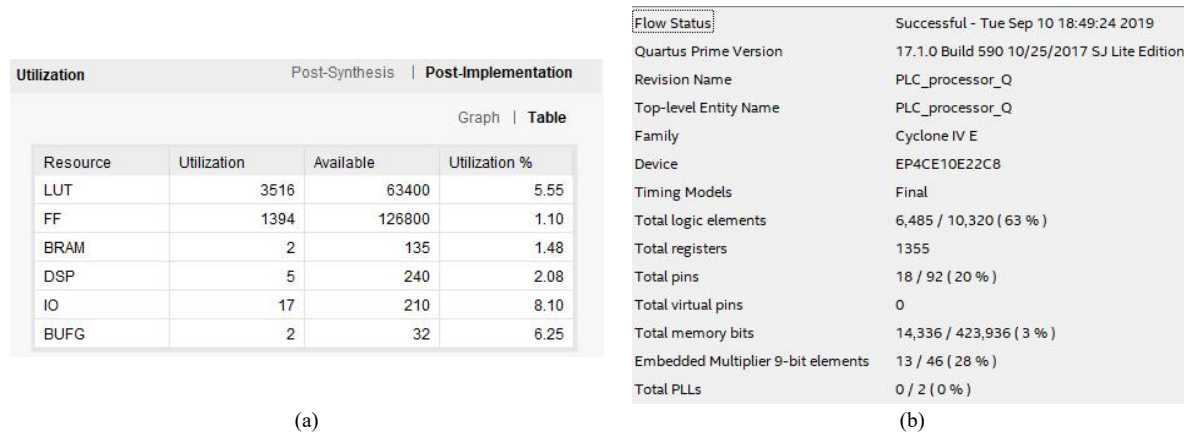 Utilization Post-Synthesis | Post-Implementation
Graph | Table
Resource Utilization Available Utilization %
LUT 3516 63400 5.55
FF 1394 126800 1.10
BRAM 2 135 1.48
DSP 5 240 2.08
IO 17 210 8.10
BUFG 2 32 6.25
(a)
Flow Status Successful - Tue Sep 10 18:49:24 2019
Quartus Prime Version 17.1.0 Build 590 10/25/2017 SJ Lite Edition
Revision Name PLC_processor_Q
Top-level Entity Name PLC_processor_Q
Family Cyclone IV E
Device EP4CE10E22C8
Timing Models Final
Total logic elements 6,485 / 10,320 ( 63 % )
Total registers 1355
Total pins 18 / 92 ( 20 % )
Total virtual pins 0
Total memory bits 14,336 / 423,936 ( 3 % )
Embedded Multiplier 9-bit elements 13 / 46 ( 28 % )
Total PLLs 0 / 2 ( 0 % )
(b)